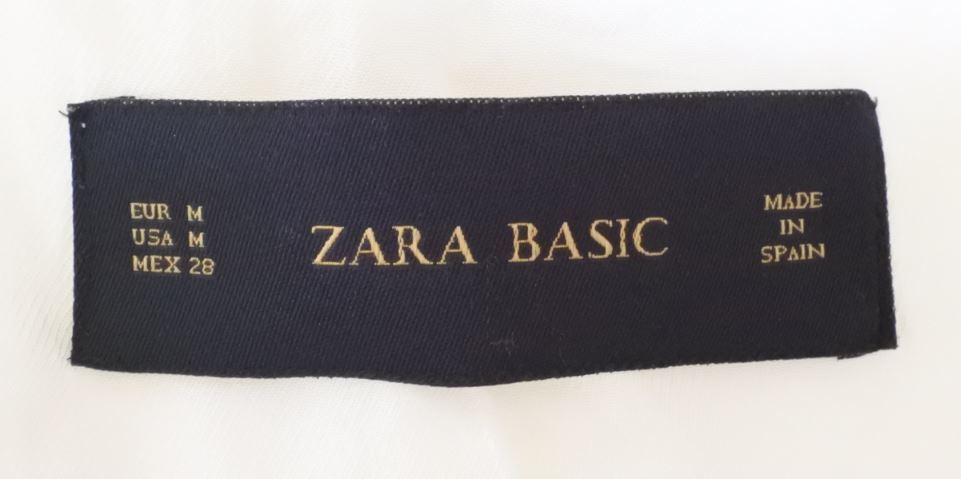 EUR M
USA M
MEX 28
ZARA BASIC
MADE
IN
SPAIN